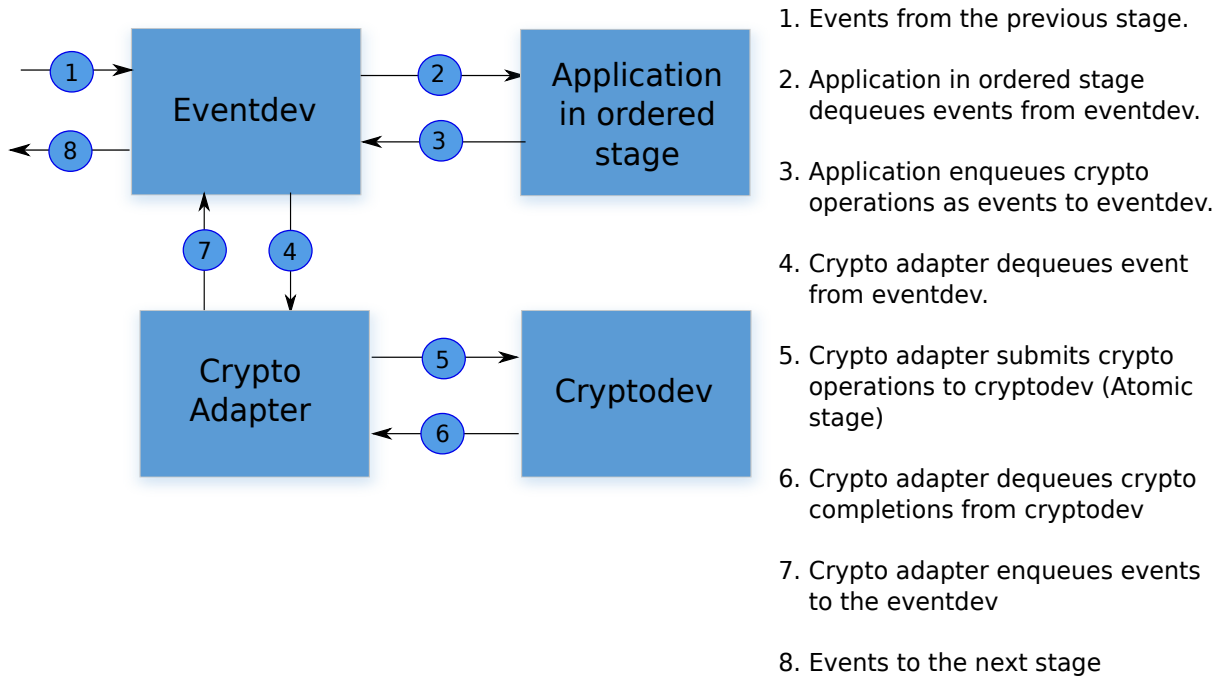 1
8
Eventdev
2
3
Application
in ordered
stage
7
4
Crypto
Adapter
5
6
Cryptodev
1. Events from the previous stage.
2. Application in ordered stage
dequeues events from eventdev.
3. Application enqueues crypto
operations as events to eventdev.
4. Crypto adapter dequeues event
from eventdev.
5. Crypto adapter submits crypto
operations to cryptodev (Atomic
stage)
6. Crypto adapter dequeues crypto
completions from cryptodev
7. Crypto adapter enqueues events
to the eventdev
8. Events to the next stage